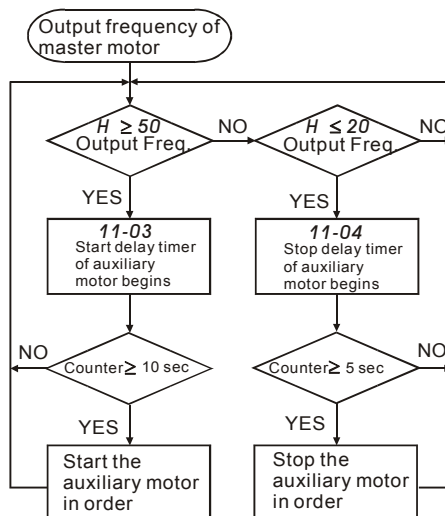 Output frequency of
master motor
H ≥ 50
Output Freq.
NO
H ≤ 20
Output Freq.
NO
YES
YES
11-03
Start delay timer
of auxiliary
motor begins
11-04
Stop delay timer
of auxiliary
motor begins
NO
Counter ≥ 10 sec
Counter ≥ 5 sec
NO
YES
YES
Start the
auxiliary motor
in order
Stop the
auxiliary motor
in order